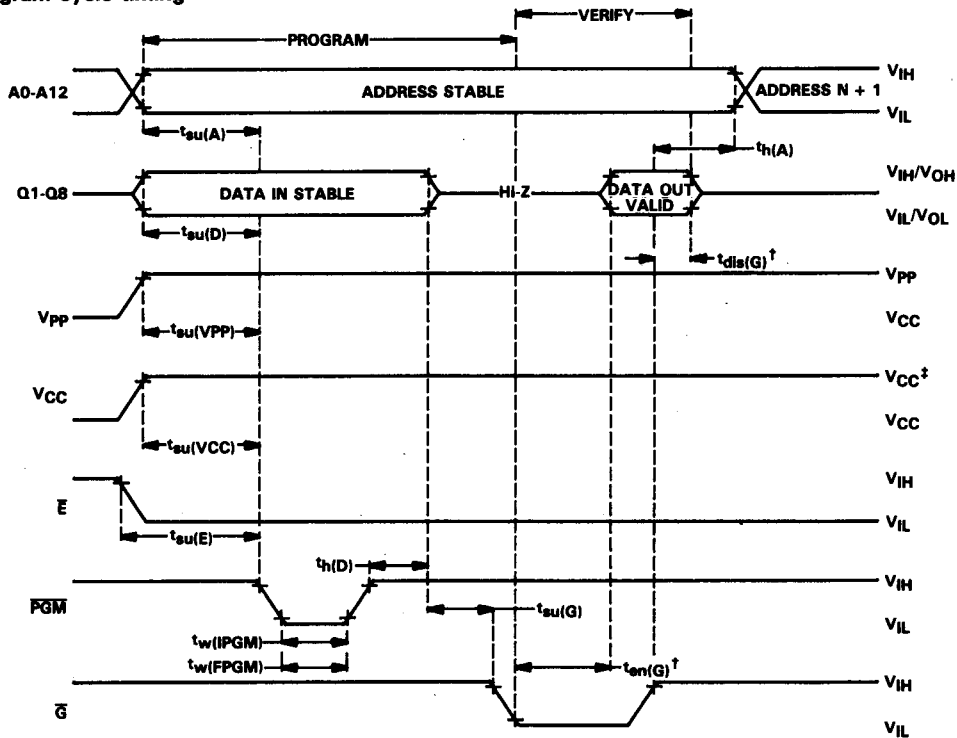 gram cycle timing
VERIFY
PROGRAM
A0-A12
ADDRESS STABLE
ADDRESS N + 1
VIH
VIL
tsu(A)
th(A)
Q1-Q8
DATA IN STABLE
Hi-Z
DATA OUT
VALID
VIH/VOH
VIL/VOL
tsu(D)
tdis(G)†
VPP
VPP
tsu(VPP)
VCC
VCC
VCC‡
tsu(VCC)
VCC
E̅
VIH
VIL
tsu(E)
th(D)
P̅G̅M̅
VIH
tsu(G)
VIL
tw(IPGM)
tw(FPGM)
ten(G)†
G̅
VIH
VIL